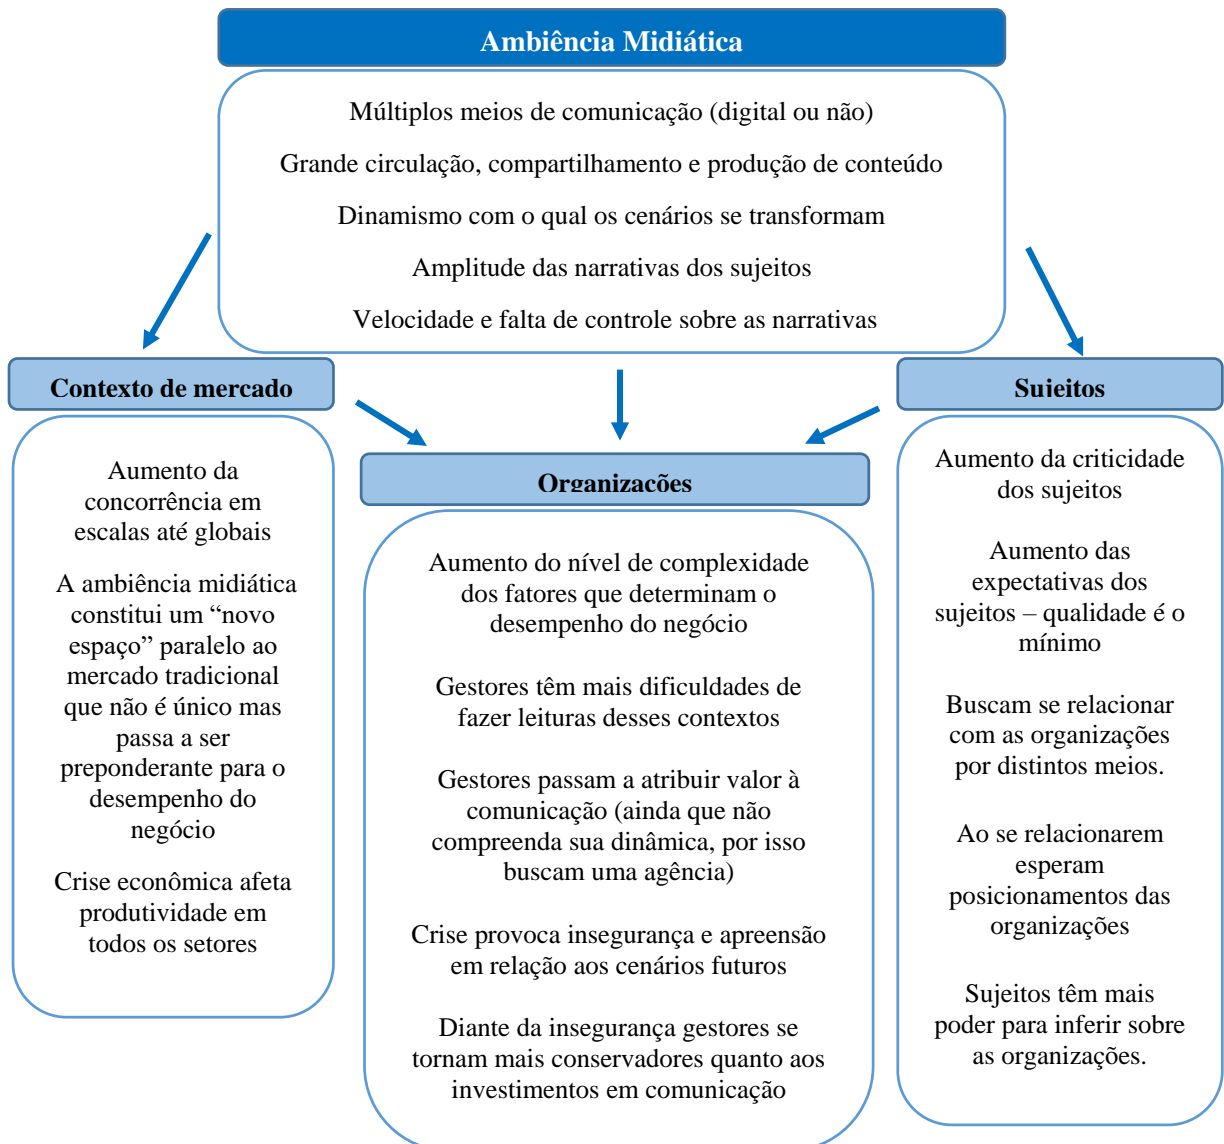 Ambiência Midiática
Múltiplos meios de comunicação (digital ou não)
Grande circulação, compartilhamento e produção de conteúdo
Dinamismo com o qual os cenários se transformam
Amplitude das narrativas dos sujeitos
Velocidade e falta de controle sobre as narrativas
Contexto de mercado
Aumento da
concorrência em
escalas até globais
A ambiência midiática
constitui um “novo
espaço” paralelo ao
mercado tradicional
que não é único mas
passa a ser
preponderante para o
desempenho do
negócio
Crise econômica afeta
produtividade em
todos os setores
Organizações
Aumento do nível de complexidade
dos fatores que determinam o
desempenho do negócio
Gestores têm mais dificuldades de
fazer leituras desses contextos
Gestores passam a atribuir valor à
comunicação (ainda que não
compreenda sua dinâmica, por isso
buscam uma agência)
Crise provoca insegurança e apreensão
em relação aos cenários futuros
Diante da insegurança gestores se
tornam mais conservadores quanto aos
investimentos em comunicação
Sujeitos
Aumento da criticidade
dos sujeitos
Aumento das
expectativas dos
sujeitos – qualidade é o
mínimo
Buscam se relacionar
com as organizações
por distintos meios.
Ao se relacionarem
esperam
posicionamentos das
organizações
Sujeitos têm mais
poder para inferir sobre
as organizações.